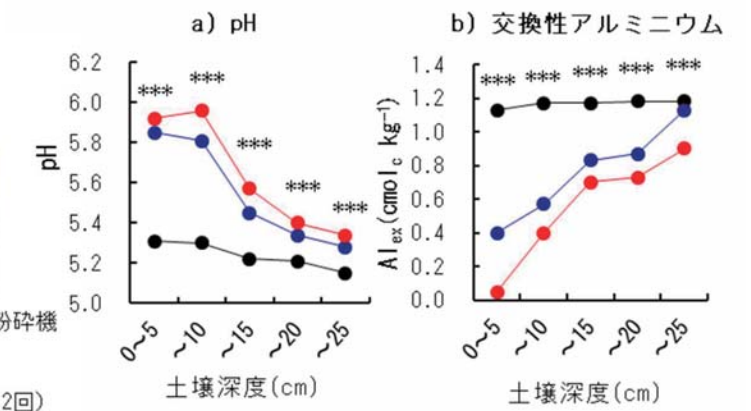 a) pH
pH
6.2
6.0
5.8
5.6
5.4
5.2
5.0
*** *** *** *** ***
0〜5 〜10 〜15 〜20 〜25
土壌深度(cm)
b) 交換性アルミニウム
Alex(cmolc kg-1)
1.4
1.2
1.0
0.8
0.6
0.4
0.2
0.0
*** *** *** *** ***
0〜5 〜10 〜15 〜20 〜25
土壌深度(cm)
粉砕機
2回)